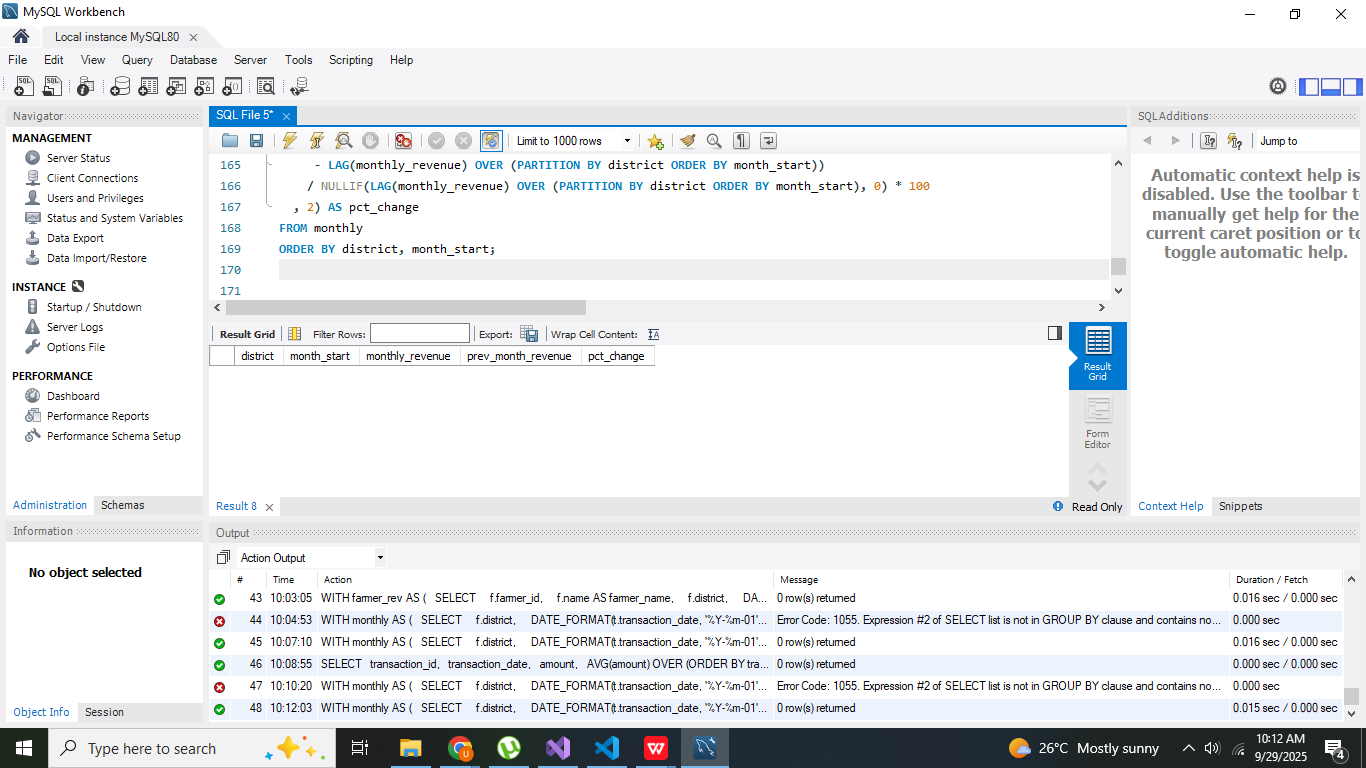 MySQL Workbench
Local instance MySQL80
File Edit View Query Database Server Tools Scripting Help
Navigator
MANAGEMENT
Server Status
Client Connections
Users and Privileges
Status and System Variables
Data Export
Data Import/Restore
INSTANCE
Startup / Shutdown
Server Logs
Options File
PERFORMANCE
Dashboard
Performance Reports
Performance Schema Setup
Administration Schemas
Information
No object selected
Object Info Session
SQL File 5*
Limit to 1000 rows
165 - LAG(monthly_revenue) OVER (PARTITION BY district ORDER BY month_start))
166 / NULLIF(LAG(monthly_revenue) OVER (PARTITION BY district ORDER BY month_start), 0) * 100
167 , 2) AS pct_change
168 FROM monthly
169 ORDER BY district, month_start;
170
171
Result Grid Filter Rows: Export: Wrap Cell Content:
district month_start monthly_revenue prev_month_revenue pct_change
Result Grid
Form Editor
Result 8
Read Only
SQLAdditions
Jump to
Automatic context help is
disabled. Use the toolbar t
manually get help for the
current caret position or to
toggle automatic help.
Context Help Snippets
Output
Action Output
# Time Action Message Duration / Fetch
43 10:03:05 WITH farmer_rev AS ( SELECT f.farmer_id, f.name AS farmer_name, f.district, DA... 0 row(s) returned 0.016 sec / 0.000 sec
44 10:04:53 WITH monthly AS ( SELECT f.district, DATE_FORMAT(t.transaction_date, '%Y-%m-01'... Error Code: 1055. Expression #2 of SELECT list is not in GROUP BY clause and contains no... 0.000 sec
45 10:07:10 WITH monthly AS ( SELECT f.district, DATE_FORMAT(t.transaction_date, '%Y-%m-01'... 0 row(s) returned 0.016 sec / 0.000 sec
46 10:08:55 SELECT transaction_id, transaction_date, amount, AVG(amount) OVER (ORDER BY tra... 0 row(s) returned 0.000 sec / 0.000 sec
47 10:10:20 WITH monthly AS ( SELECT f.district, DATE_FORMAT(t.transaction_date, '%Y-%m-01'... Error Code: 1055. Expression #2 of SELECT list is not in GROUP BY clause and contains no... 0.000 sec
48 10:12:03 WITH monthly AS ( SELECT f.district, DATE_FORMAT(t.transaction_date, '%Y-%m-01'... 0 row(s) returned 0.015 sec / 0.000 sec
Type here to search
26°C Mostly sunny
10:12 AM
9/29/2025
4